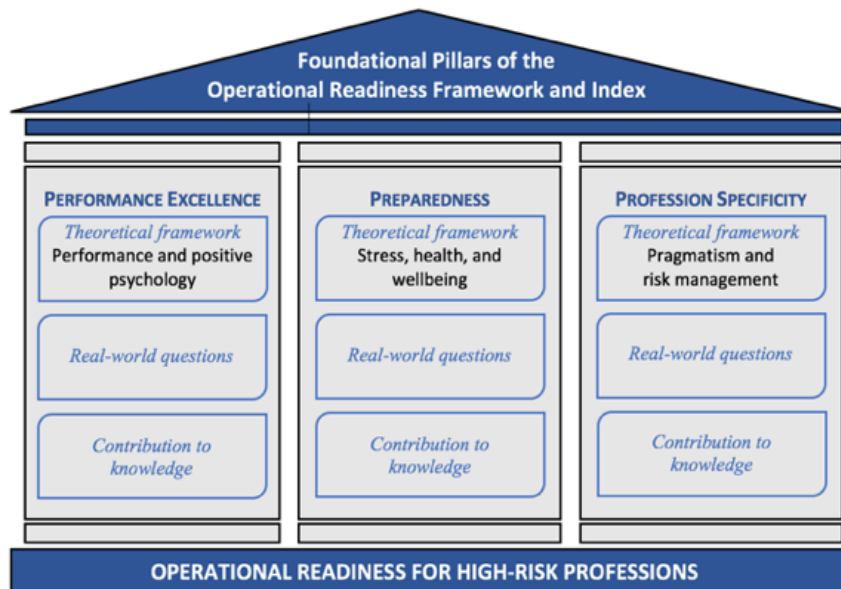 Foundational Pillars of the
Operational Readiness Framework and Index
PERFORMANCE EXCELLENCE
Theoretical framework
Performance and positive
psychology
Real-world questions
Contribution to
knowledge
PREPAREDNESS
Theoretical framework
Stress, health, and
wellbeing
Real-world questions
Contribution to
knowledge
PROFESSION SPECIFICITY
Theoretical framework
Pragmatism and
risk management
Real-world questions
Contribution to
knowledge
OPERATIONAL READINESS FOR HIGH-RISK PROFESSIONS